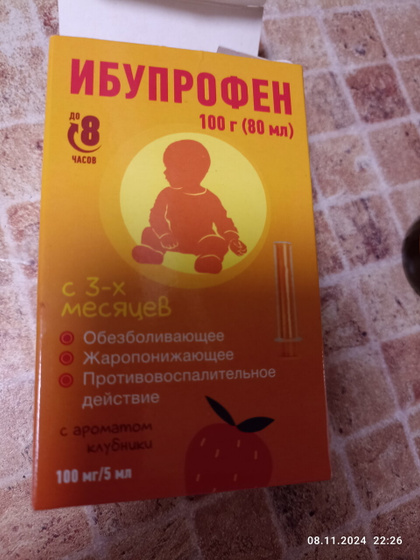 ИБУПРОФЕН
100 г (80 мл)
ДО
8
ЧАСОВ
с 3-х
месяцев
Обезболивающее
Жаропонижающее
Противовоспалительное
действие
с ароматом
клубники
100 мг/5 мл
08.11.2024 22:26